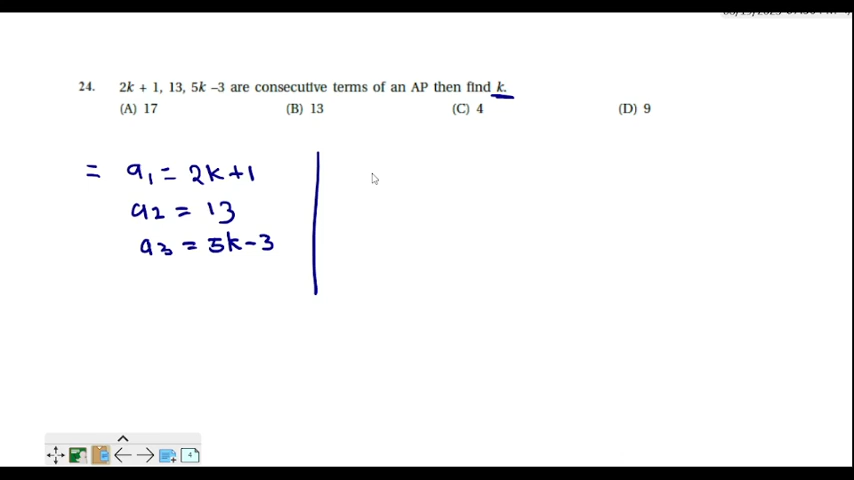 24. 2k + 1, 13, 5k –3 are consecutive terms of an AP then find k.
(A) 17 (B) 13 (C) 4 (D) 9
= a₁ = 2k+1
a₂ = 13
a₃ = 5k-3
4